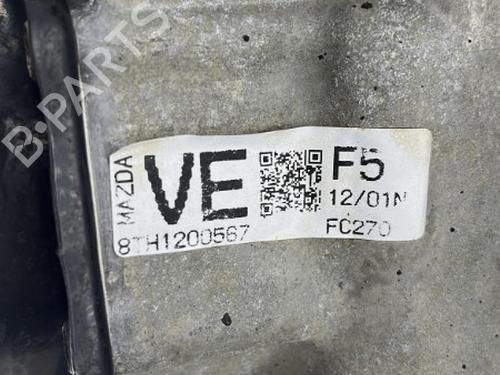 B-PARTS
MAZDA
VE
F5
12/01N
8TH1200567
FC270